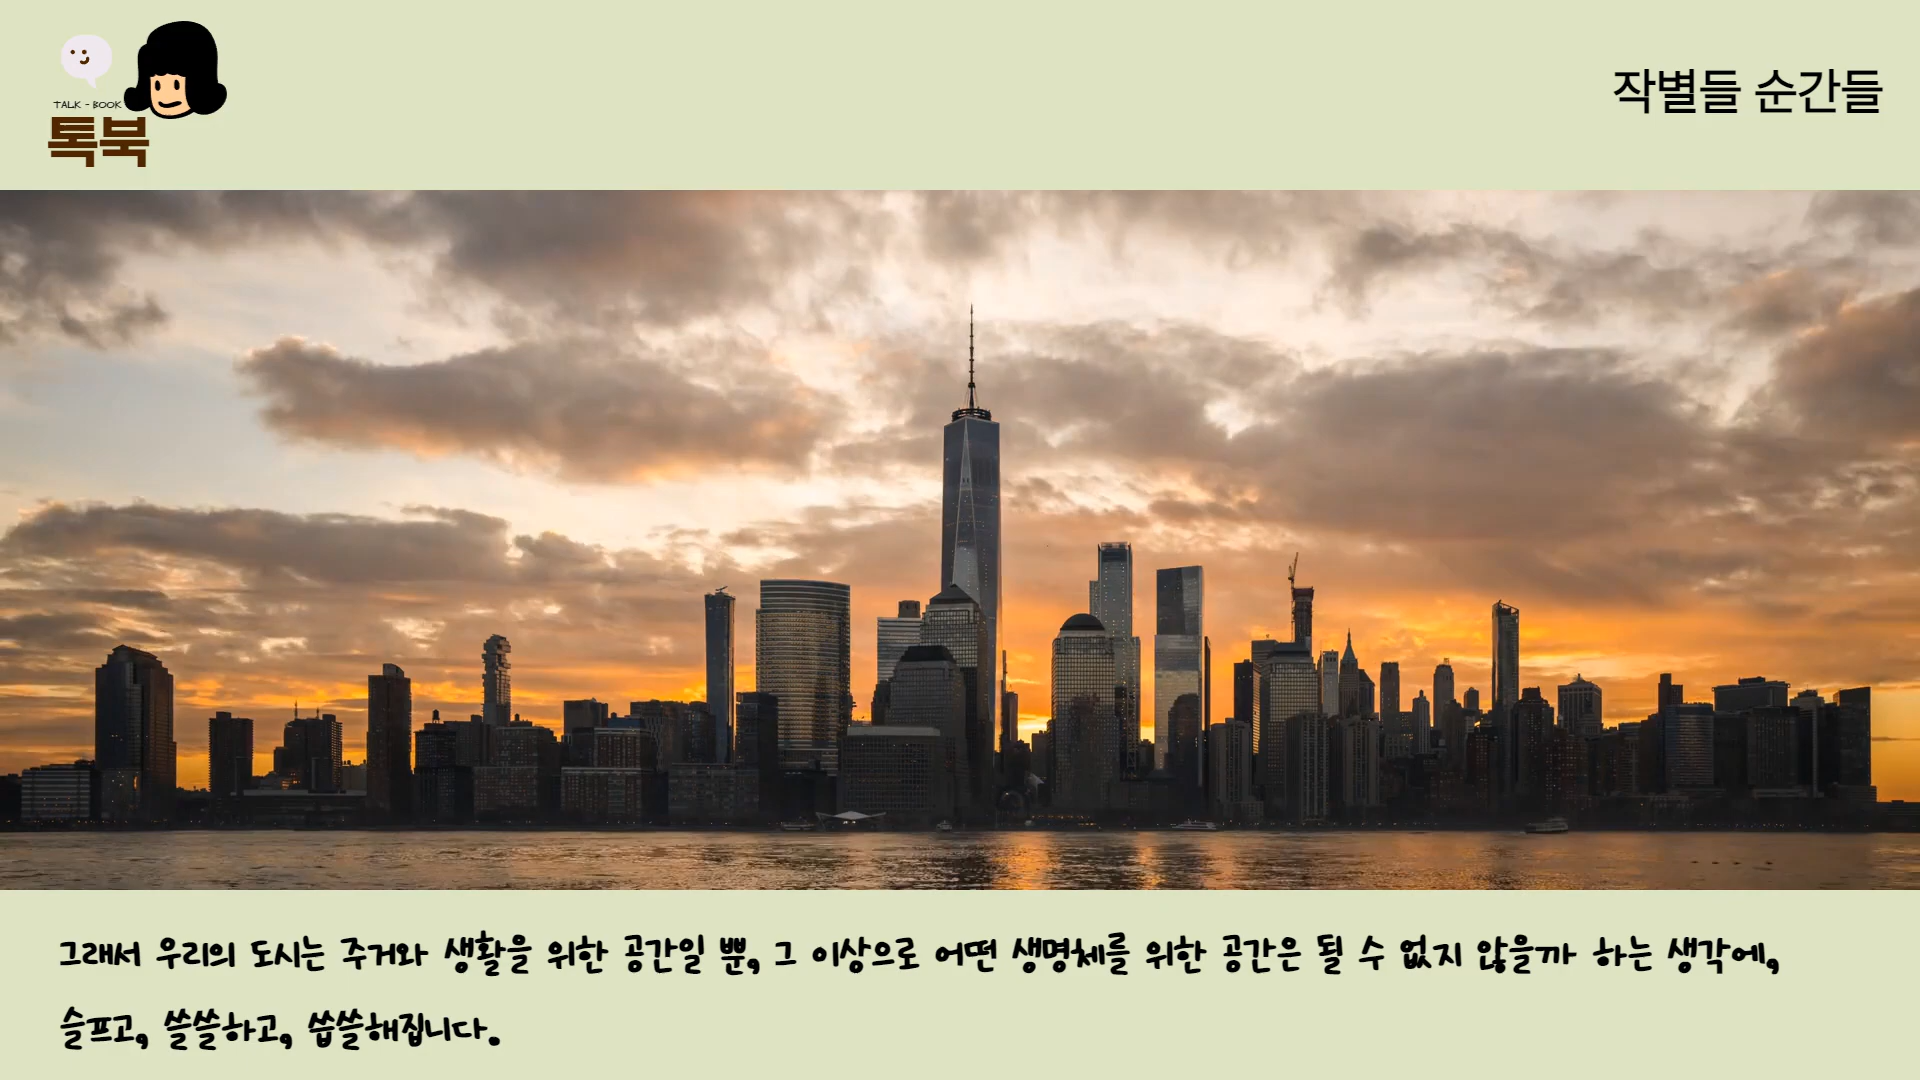 TALK - BOOK
톡북
작별들 순간들
그래서 우리의 도시는 주거와 생활을 위한 공간일 뿐, 그 이상으로 어떤 생명체를 위한 공간은 될 수 없지 않을까 하는 생각에,
슬프고, 쓸쓸하고, 씁쓸해집니다.